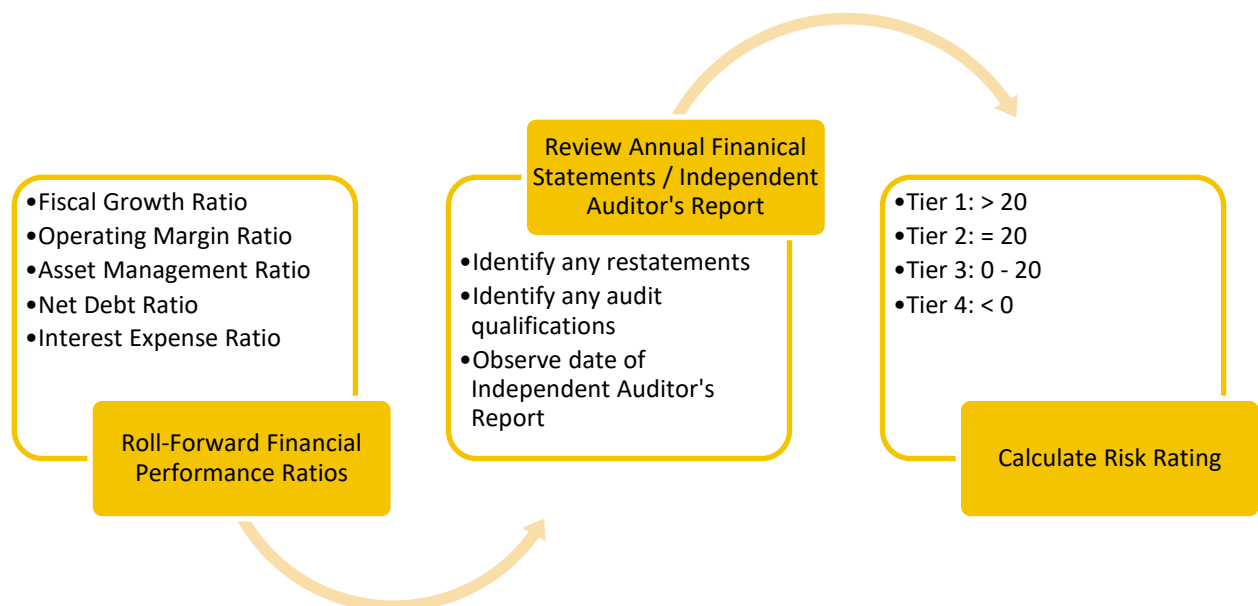 •Fiscal Growth Ratio
•Operating Margin Ratio
•Asset Management Ratio
•Net Debt Ratio
•Interest Expense Ratio
Roll-Forward Financial
Performance Ratios
Review Annual Finanical
Statements / Independent
Auditor's Report
•Identify any restatements
•Identify any audit
qualifications
•Observe date of
Independent Auditor's
Report
•Tier 1: > 20
•Tier 2: = 20
•Tier 3: 0 - 20
•Tier 4: < 0
Calculate Risk Rating